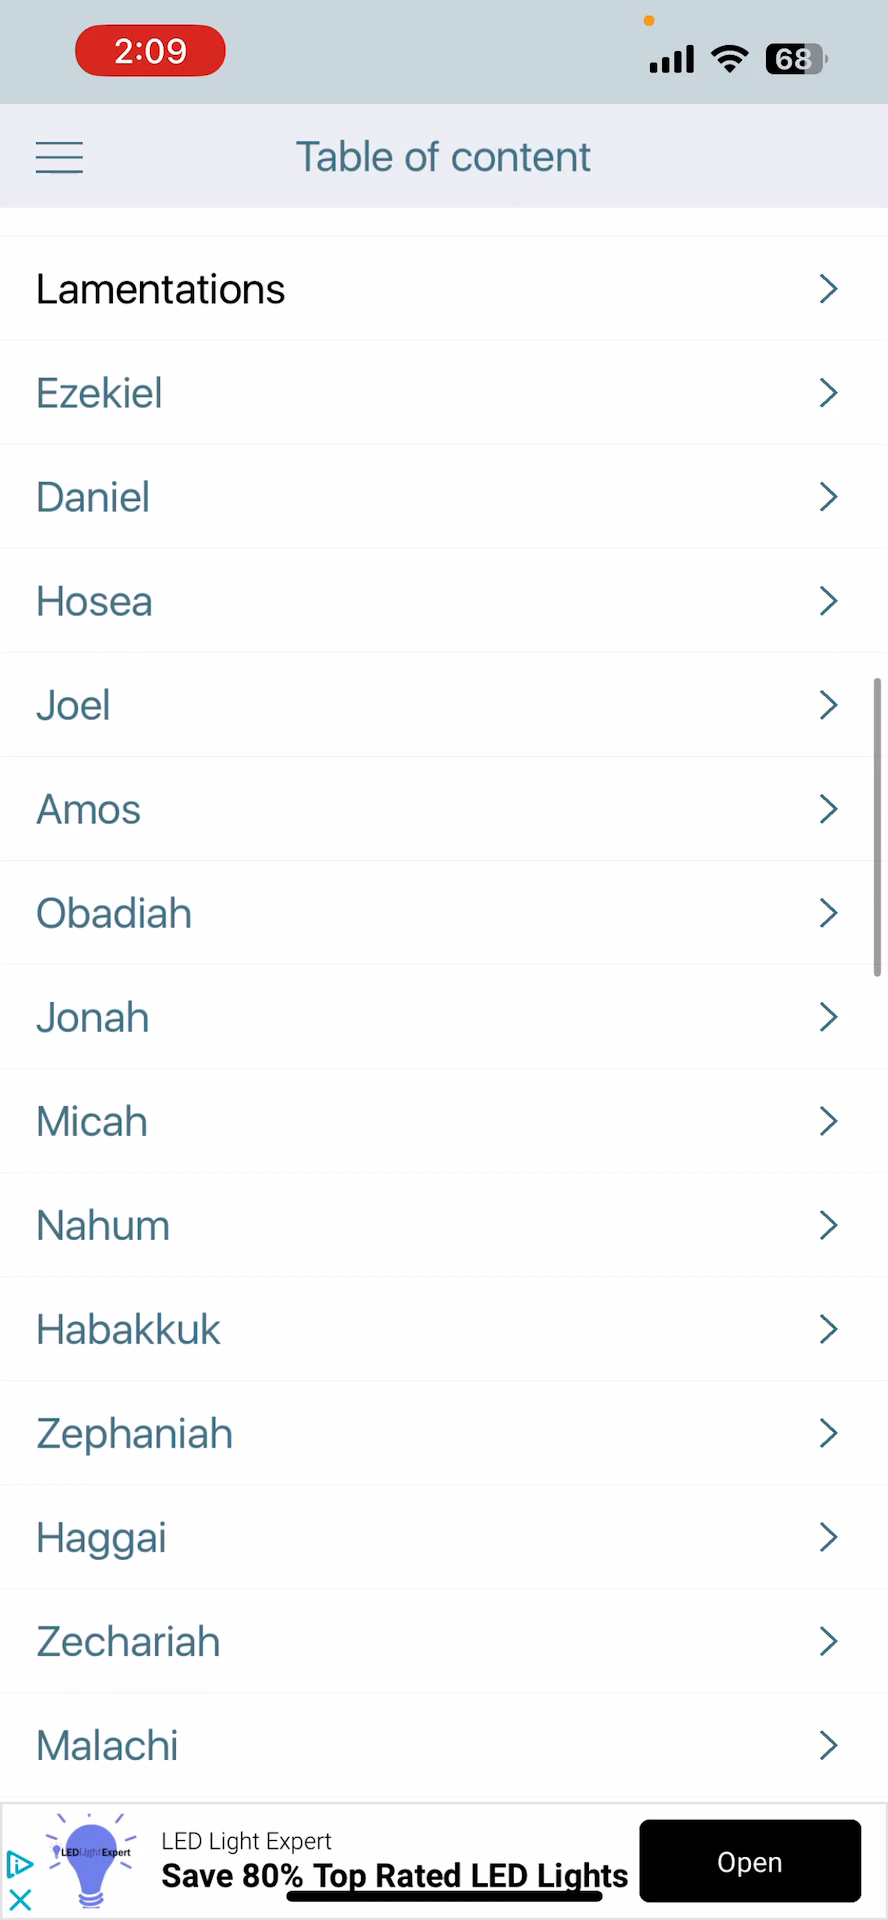 2:09
68
Table of content
Lamentations
Ezekiel
Daniel
Hosea
Joel
Amos
Obadiah
Jonah
Micah
Nahum
Habakkuk
Zephaniah
Haggai
Zechariah
Malachi
LEDLightExpert
LED Light Expert
Save 80% Top Rated LED Lights
Open